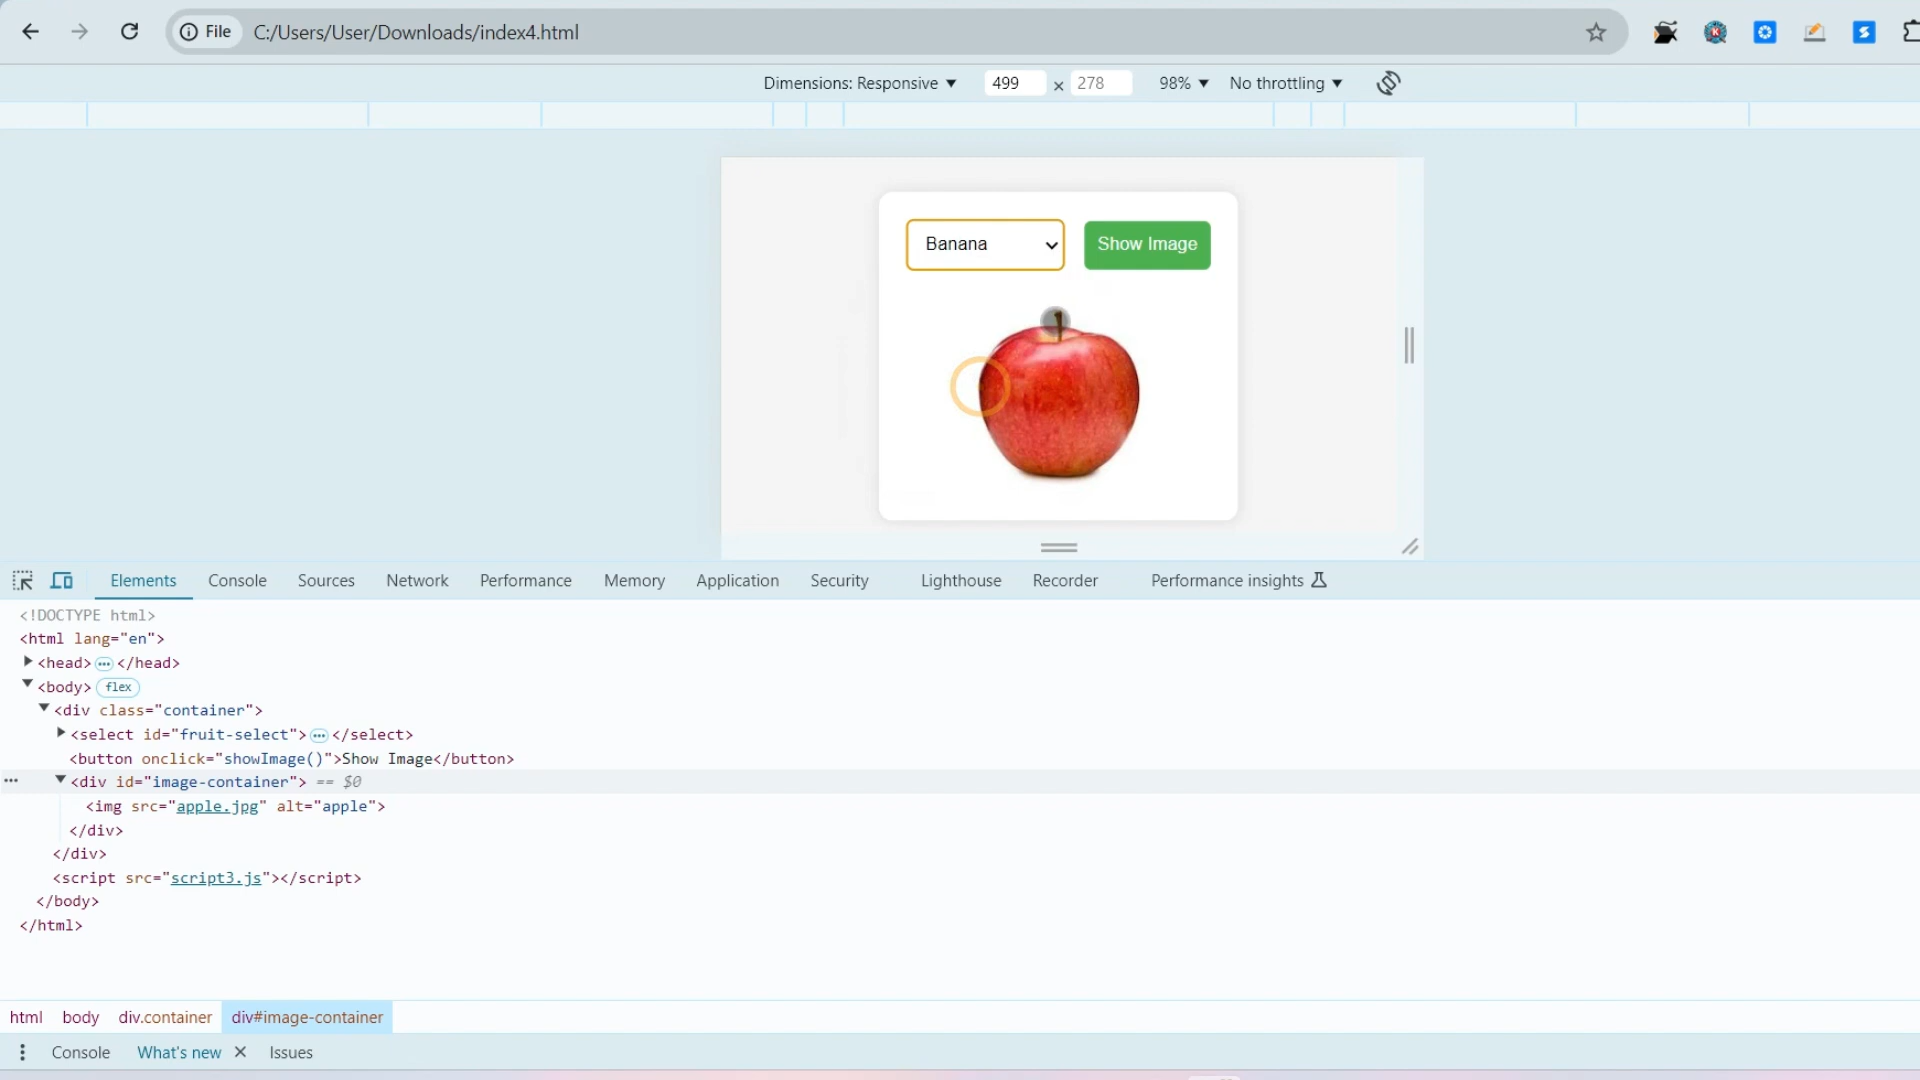 File C:/Users/User/Downloads/index4.html
Dimensions: Responsive 499 × 278 98% No throttling
Banana Show Image
Elements Console Sources Network Performance Memory Application Security Lighthouse Recorder Performance insights
<!DOCTYPE html>
<html lang="en">
<head>…</head>
<body> flex
<div class="container">
<select id="fruit-select">…</select>
<button onclick="showImage()">Show Image</button>
… <div id="image-container"> == $0
<img src="apple.jpg" alt="apple">
</div>
</div>
<script src="script3.js"></script>
</body>
</html>
html body div.container div#image-container
Console What's new × Issues